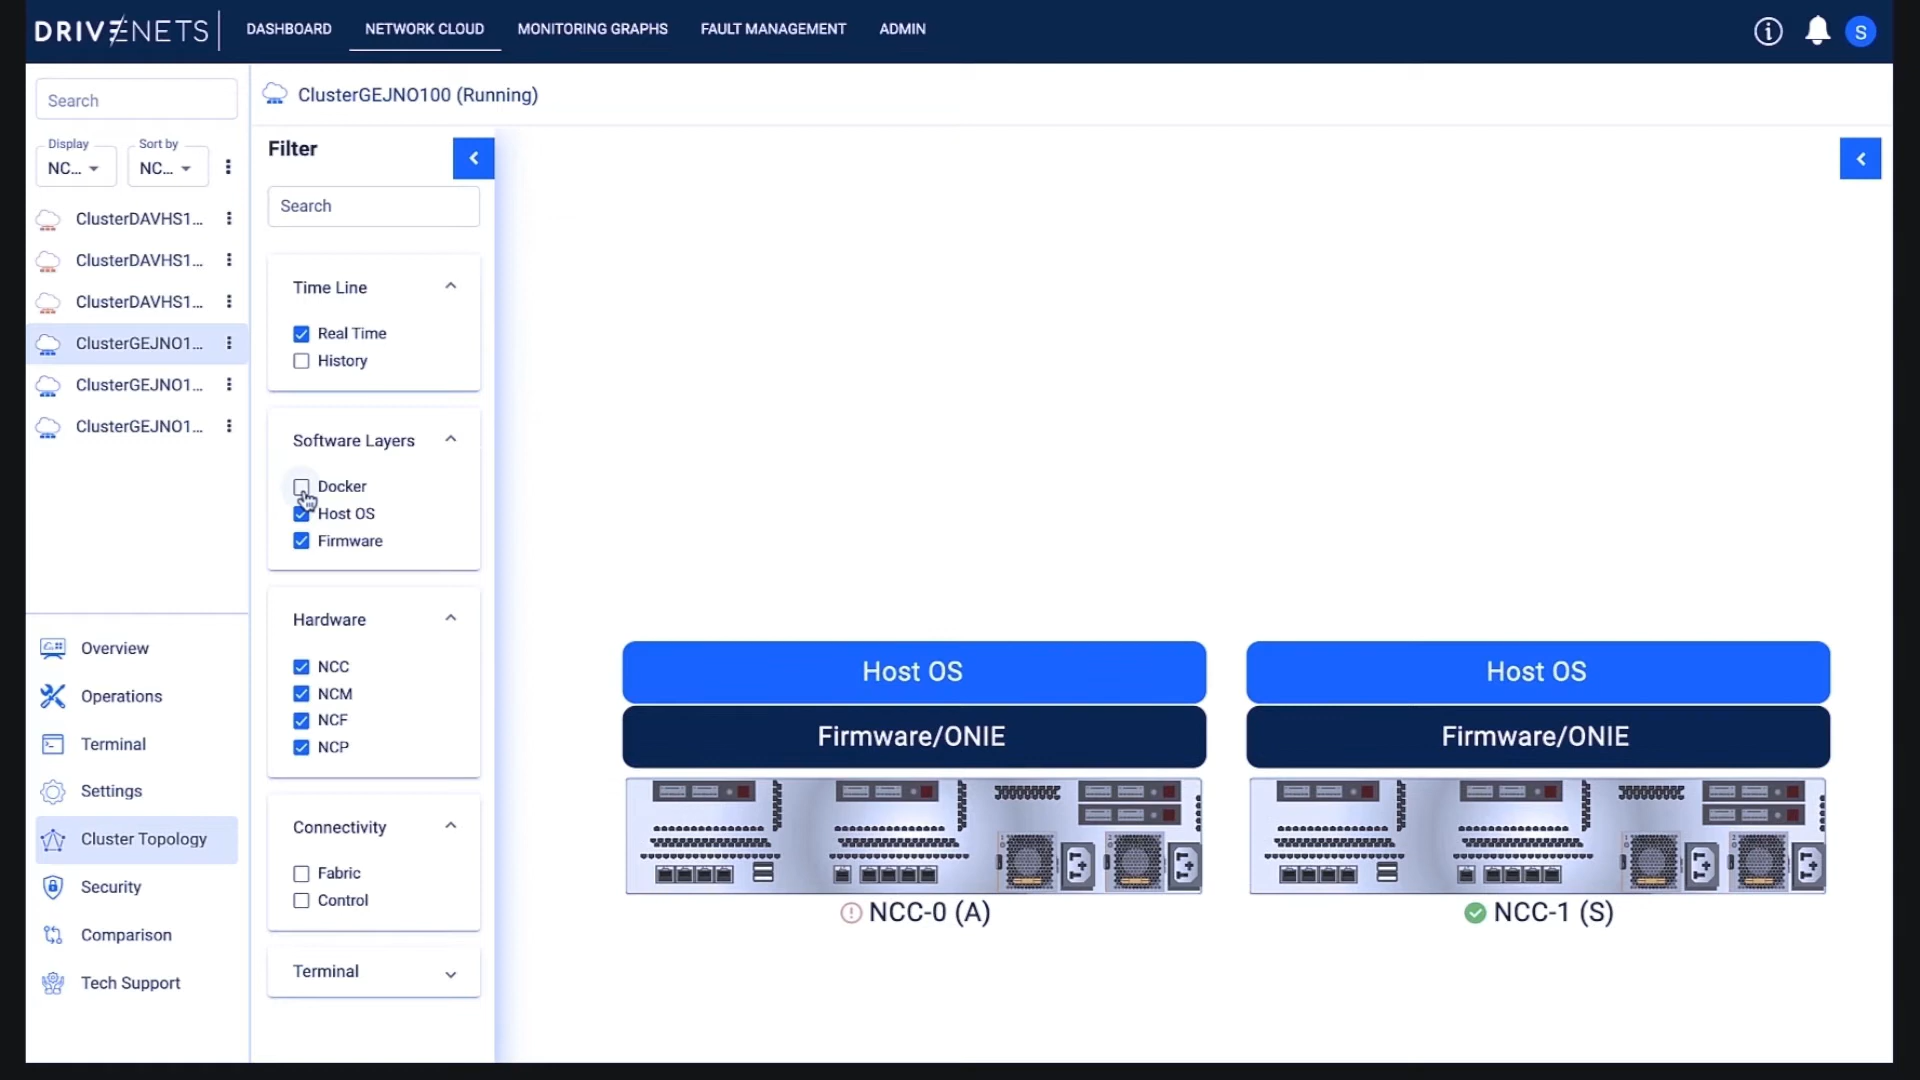 DRIVENETS
DASHBOARD
NETWORK CLOUD
MONITORING GRAPHS
FAULT MANAGEMENT
ADMIN
S
Search
Display
NC...
Sort by
NC...
ClusterDAVHS1...
ClusterDAVHS1...
ClusterDAVHS1...
ClusterGEJNO1...
ClusterGEJNO1...
ClusterGEJNO1...
Overview
Operations
Terminal
Settings
Cluster Topology
Security
Comparison
Tech Support
ClusterGEJNO100 (Running)
Filter
Search
Time Line
Real Time
History
Software Layers
Docker
Host OS
Firmware
Hardware
NCC
NCM
NCF
NCP
Connectivity
Fabric
Control
Terminal
Host OS
Firmware/ONIE
NCC-0 (A)
Host OS
Firmware/ONIE
NCC-1 (S)